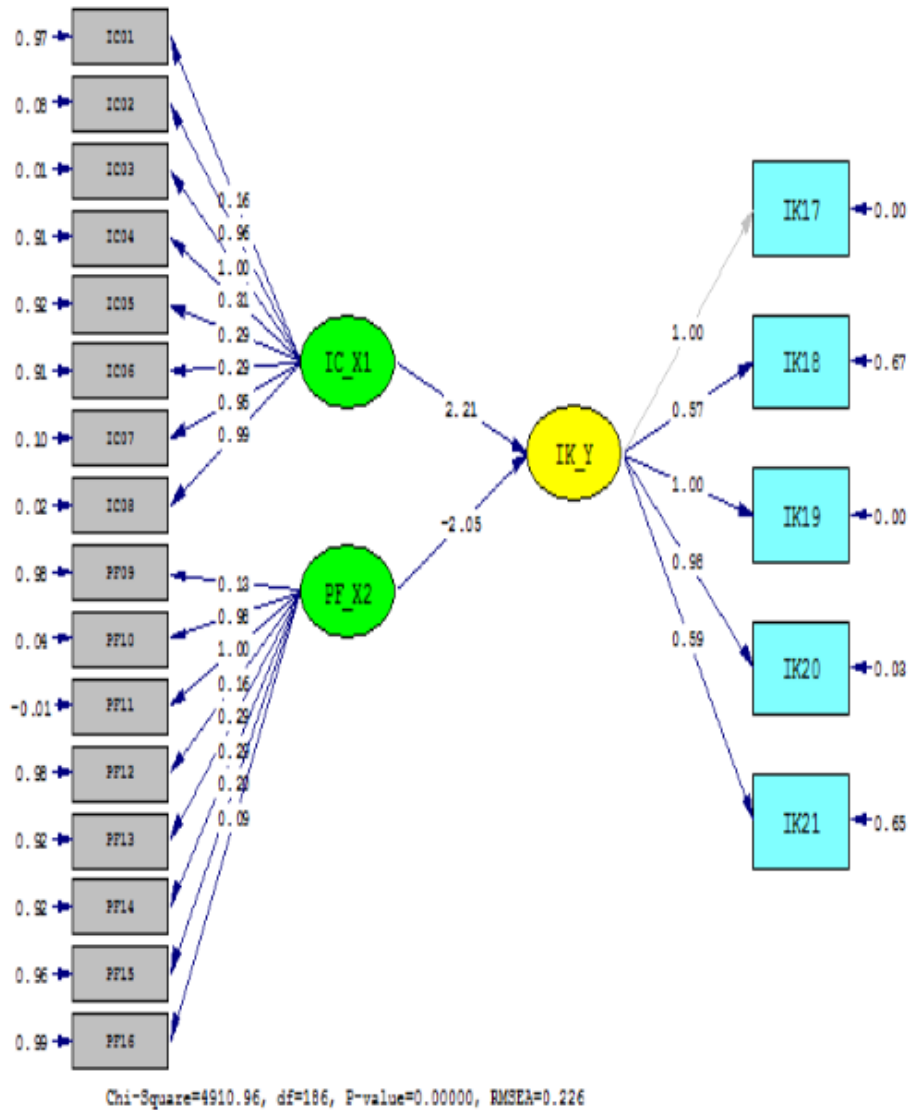 0.97 IC01
0.08 IC02
0.01 IC03
0.91 IC04
0.92 IC05
0.91 IC06
0.10 IC07
0.02 IC08
0.98 PF09
0.04 PF10
-0.01 PF11
0.98 PF12
0.92 PF13
0.92 PF14
0.96 PF15
0.99 PF16
0.16
0.96
1.00
0.31
0.29
0.29
0.95
0.99
0.13
0.98
1.00
0.16
0.29
0.29
0.20
0.09
IC_X1
PF_X2
2.21
-2.05
IK_Y
1.00
0.57
1.00
0.98
0.59
IK17 0.00
IK18 0.67
IK19 0.00
IK20 0.03
IK21 0.65
Chi-Square=4910.96, df=186, P-value=0.00000, RMSEA=0.226